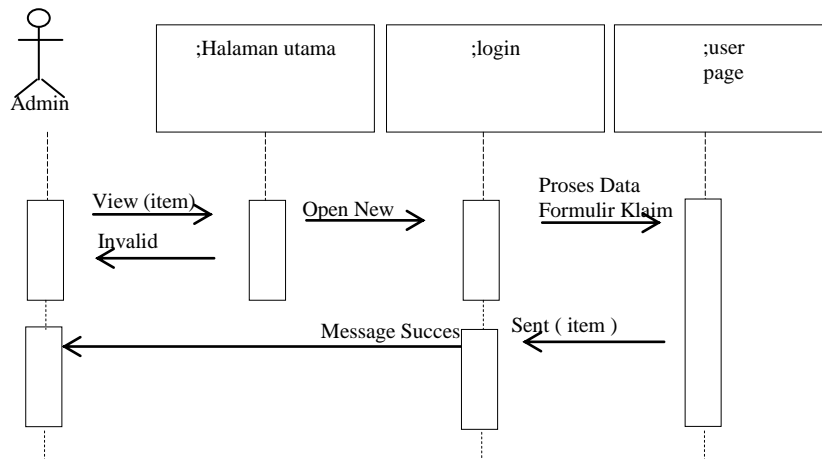 ;Halaman utama
;login
;user
page
Admin
View (item)
Open New
Proses Data
Formulir Klaim
Invalid
Message Succes
Sent ( item )